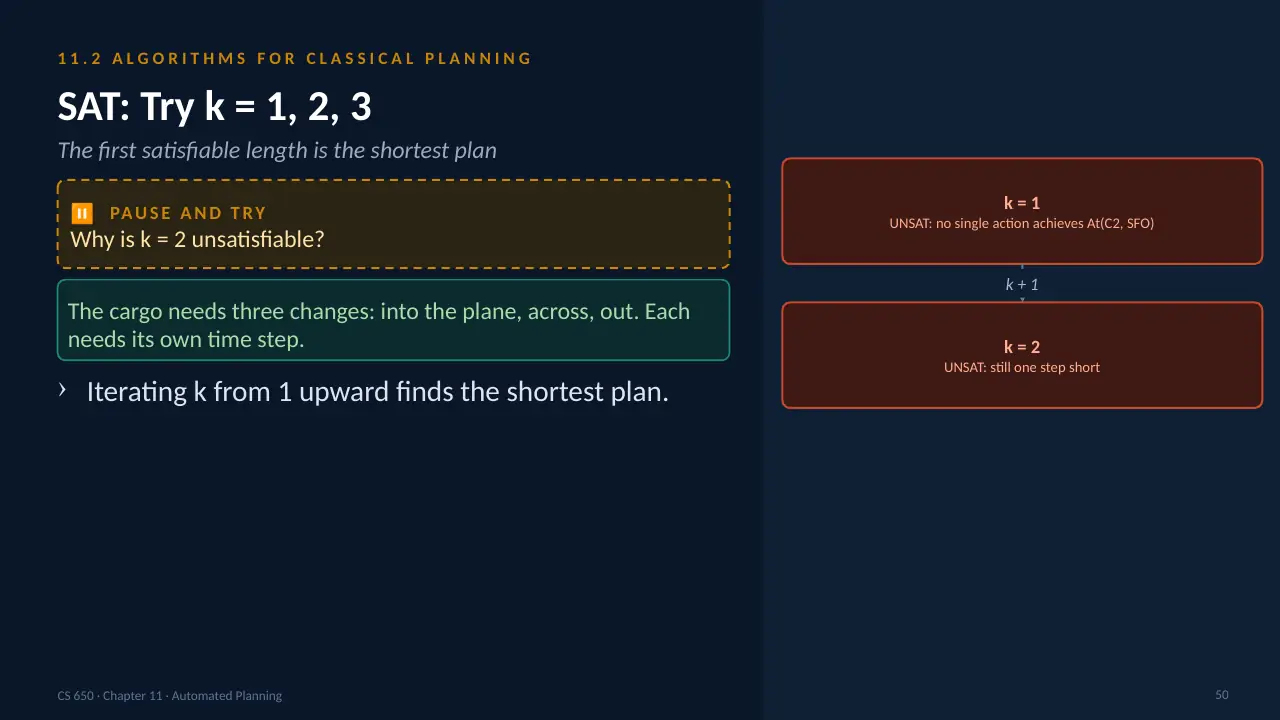 11.2 ALGORITHMS FOR CLASSICAL PLANNING
SAT: Try k = 1, 2, 3
The first satisfiable length is the shortest plan
⏸ PAUSE AND TRY
Why is k = 2 unsatisfiable?
The cargo needs three changes: into the plane, across, out. Each
needs its own time step.
› Iterating k from 1 upward finds the shortest plan.
k = 1
UNSAT: no single action achieves At(C2, SFO)
k + 1
k = 2
UNSAT: still one step short
CS 650 · Chapter 11 · Automated Planning
50